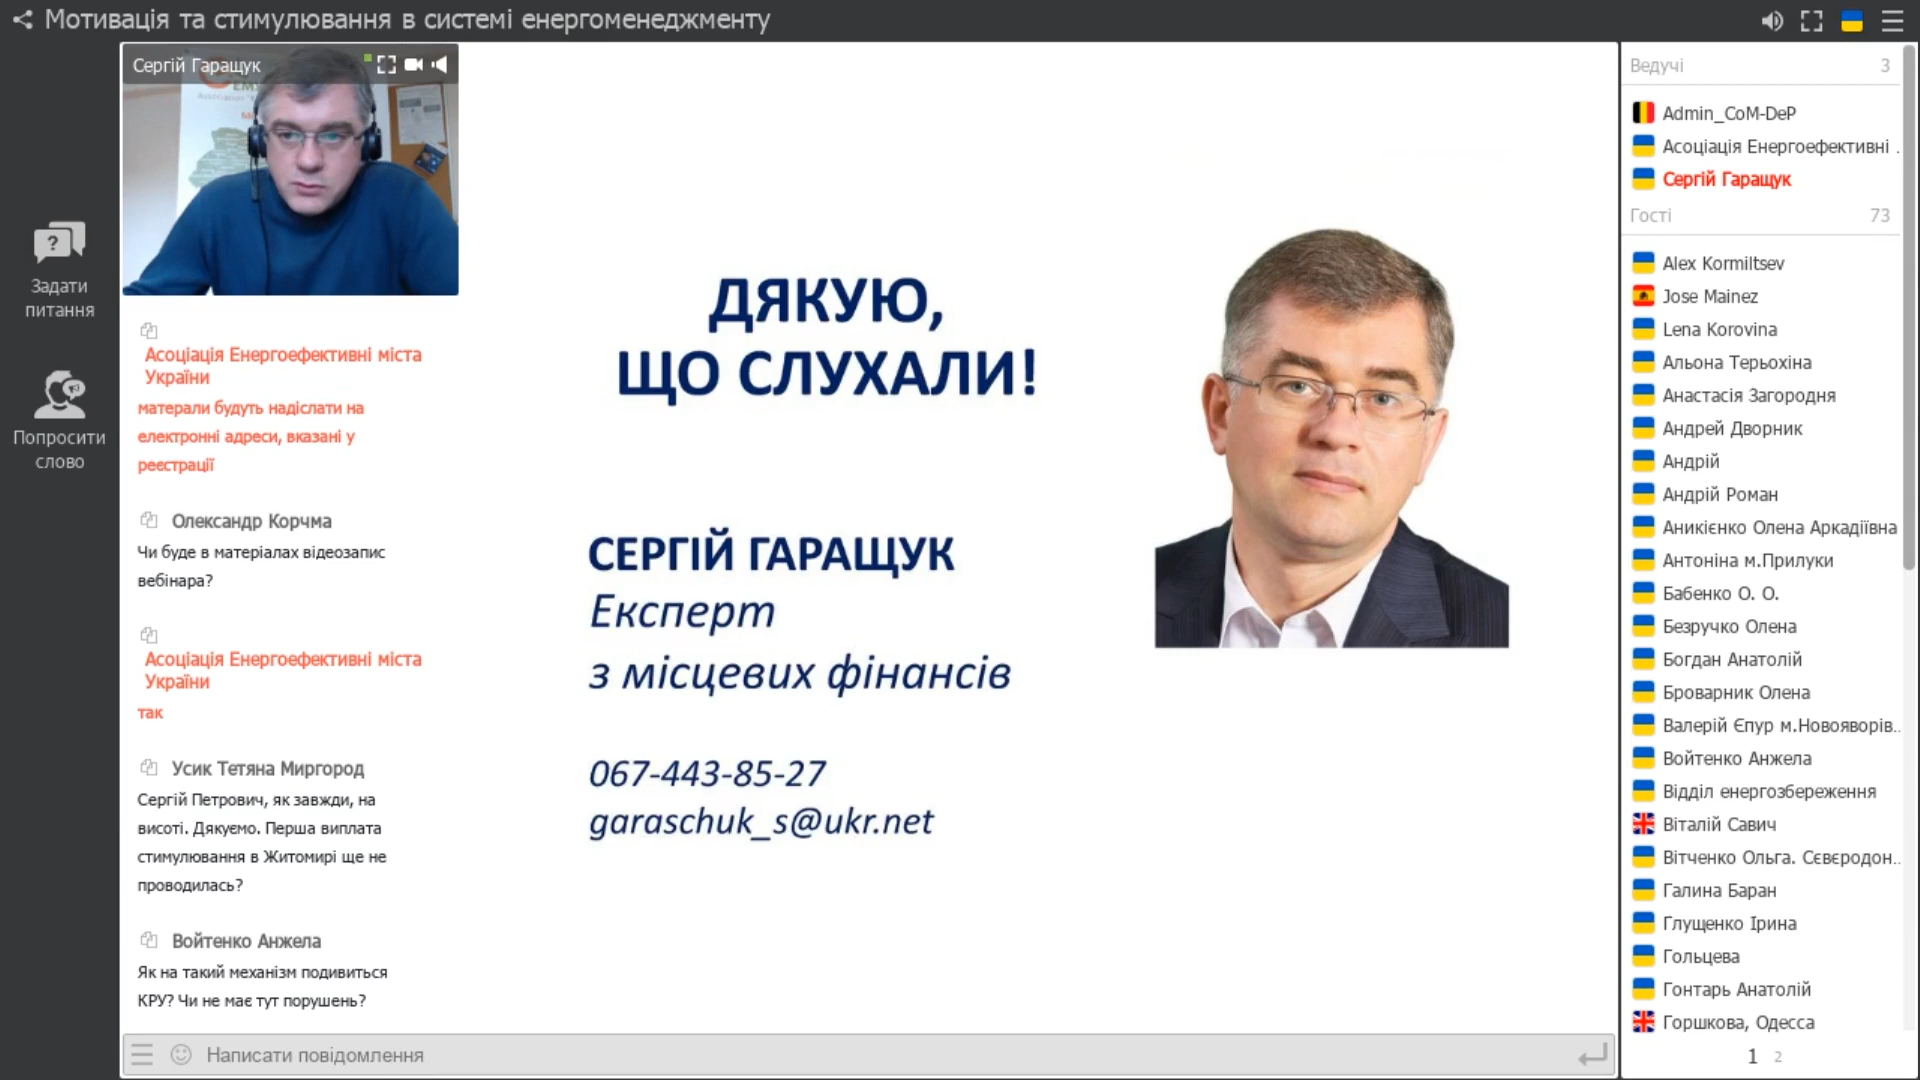 Мотивація та стимулювання в системі енергоменеджменту
Задати
питання
Попросити
слово
Сергій Гаращук
Асоціація Енергоефективні міста
України
матерали будуть надіслати на
електронні адреси, вказані у
реєстрації
Олександр Корчма
Чи буде в матеріалах відеозапис
вебінара?
Асоціація Енергоефективні міста
України
так
Усик Тетяна Миргород
Сергій Петрович, як завжди, на
висоті. Дякуємо. Перша виплата
стимулювання в Житомирі ще не
проводилась?
Войтенко Анжела
Як на такий механізм подивиться
КРУ? Чи не має тут порушень?
Написати повідомлення
ДЯКУЮ,
ЩО СЛУХАЛИ!
СЕРГІЙ ГАРАЩУК
Експерт
з місцевих фінансів
067-443-85-27
garaschuk_s@ukr.net
Ведучі 3
Admin_CoM-DeP
Асоціація Енергоефективні .
Сергій Гаращук
Гості 73
Alex Kormiltsev
Jose Mainez
Lena Korovina
Альона Терьохіна
Анастасія Загородня
Андрей Дворник
Андрій
Андрій Роман
Аникієнко Олена Аркадіївна
Антоніна м.Прилуки
Бабенко О. О.
Безручко Олена
Богдан Анатолій
Броварник Олена
Валерій Єпур м.Новояворів..
Войтенко Анжела
Відділ енергозбереження
Віталій Савич
Вітченко Ольга. Сєвєродон..
Галина Баран
Глущенко Ірина
Гольцева
Гонтарь Анатолій
Горшкова, Одесса
1 2